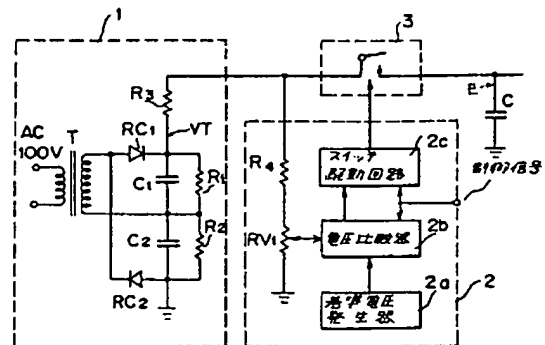 1
3
R3
VT
AC
100V
T
RC1
C1
R1
C2
R2
RC2
E
C
2c
スイッチ
駆動回路
制御信号
R4
RV1
2b
電圧比較器
2a
基準電圧
発生器
2